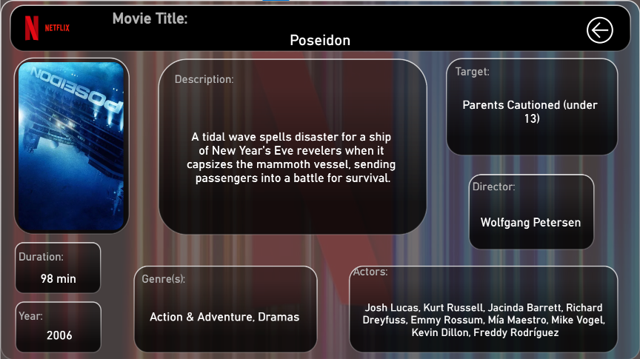 NETFLIX
Movie Title:
Poseidon
POSEIDON
Description:
A tidal wave spells disaster for a ship
of New Year's Eve revelers when it
capsizes the mammoth vessel, sending
passengers into a battle for survival.
Target:
Parents Cautioned (under
13)
Director:
Wolfgang Petersen
Duration:
98 min
Year:
2006
Genre(s):
Action & Adventure, Dramas
Actors:
Josh Lucas, Kurt Russell, Jacinda Barrett, Richard
Dreyfuss, Emmy Rossum, Mía Maestro, Mike Vogel,
Kevin Dillon, Freddy Rodríguez